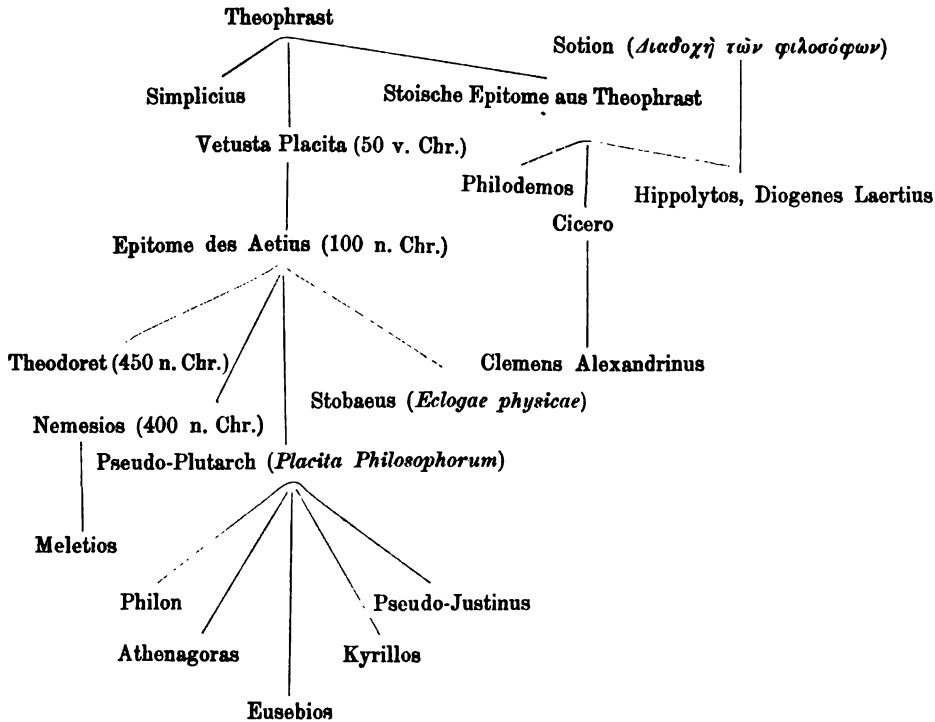 Theophrast
Sotion (Διαδοχὴ τῶν φιλοσόφων)
Simplicius
Stoische Epitome aus Theophrast
Vetusta Placita (50 v. Chr.)
Philodemos
Hippolytos, Diogenes Laertius
Cicero
Epitome des Aetius (100 n. Chr.)
Theodoret (450 n. Chr.)
Clemens Alexandrinus
Stobaeus (Eclogae physicae)
Nemesios (400 n. Chr.)
Pseudo-Plutarch (Placita Philosophorum)
Meletios
Philon
Pseudo-Justinus
Athenagoras
Kyrillos
Eusebios